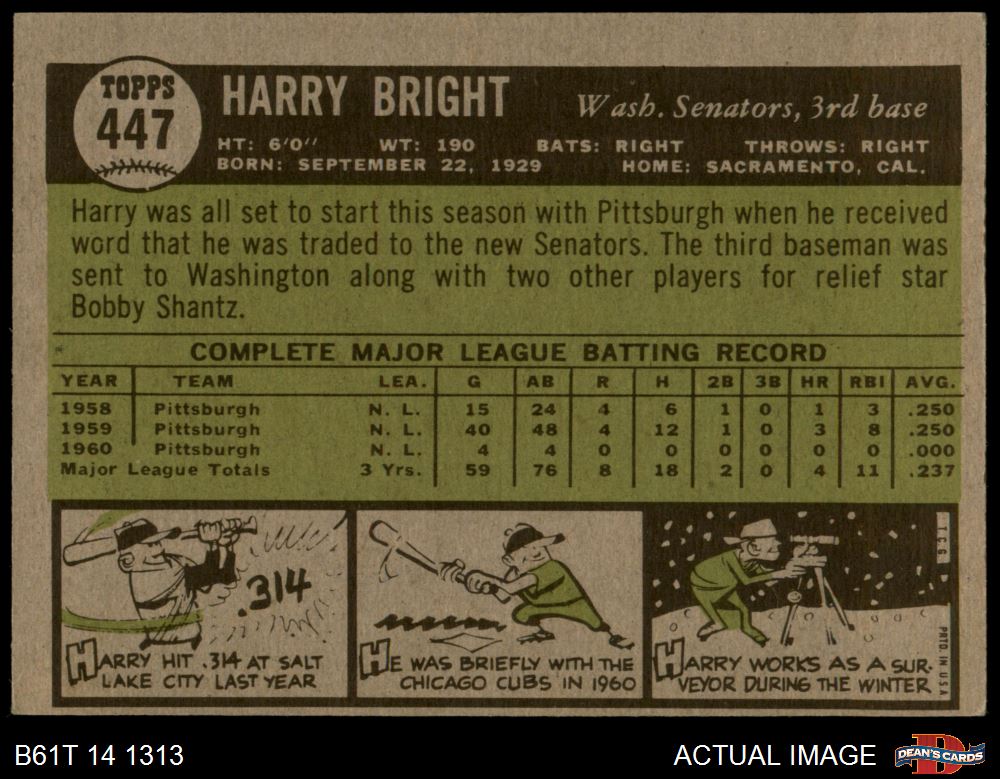 TOPPS
447
HARRY BRIGHT
Wash. Senators, 3rd base
HT: 6'0'' WT: 190 BATS: RIGHT THROWS: RIGHT
BORN: SEPTEMBER 22, 1929 HOME: SACRAMENTO, CAL.
Harry was all set to start this season with Pittsburgh when he received
word that he was traded to the new Senators. The third baseman was
sent to Washington along with two other players for relief star
Bobby Shantz.
COMPLETE MAJOR LEAGUE BATTING RECORD
YEAR TEAM LEA. G AB R H 2B 3B HR RBI AVG.
1958 Pittsburgh N. L. 15 24 4 6 1 0 1 3 .250
1959 Pittsburgh N. L. 40 48 4 12 1 0 3 8 .250
1960 Pittsburgh N. L. 4 4 0 0 0 0 0 0 .000
Major League Totals 3 Yrs. 59 76 8 18 2 0 4 11 .237
.314
HARRY HIT .314 AT SALT
LAKE CITY LAST YEAR
HE WAS BRIEFLY WITH THE
CHICAGO CUBS IN 1960
HARRY WORKS AS A SUR-
VEYOR DURING THE WINTER
T.C.G.
PRTD. IN U.S.A.
B61T 14 1313
ACTUAL IMAGE
DEAN'S CARDS